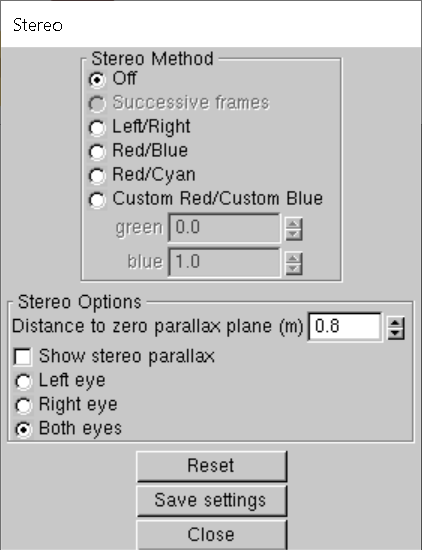 Stereo
Stereo Method
Off
Successive frames
Left/Right
Red/Blue
Red/Cyan
Custom Red/Custom Blue
green 0.0
blue 1.0
Stereo Options
Distance to zero parallax plane (m) 0.8
Show stereo parallax
Left eye
Right eye
Both eyes
Reset
Save settings
Close